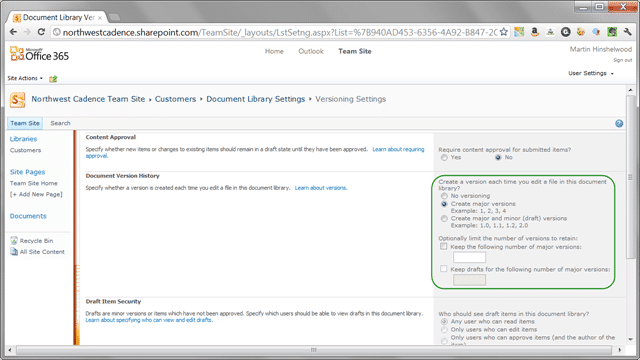 Document Library Ver
northwestcadence.sharepoint.com/TeamSite/_layouts/LstSetng.aspx?List=%7B940AD453-6356-4A92-B847-2C
Microsoft
Office 365
Home Outlook Team Site
Martin Hinshelwood
Sign out
Site Actions
User Settings
Northwest Cadence Team Site Customers Document Library Settings Versioning Settings
Team Site Search
Libraries
Customers
Site Pages
Team Site Home
[+ Add New Page]
Documents
Recycle Bin
All Site Content
Content Approval
Specify whether new items or changes to existing items should remain in a draft state until they have been approved. Learn about requiring
approval.
Require content approval for submitted items?
Yes No
Document Version History
Specify whether a version is created each time you edit a file in this document library. Learn about versions.
Create a version each time you edit a file in this document
library?
No versioning
Create major versions
Example: 1, 2, 3, 4
Create major and minor (draft) versions
Example: 1.0, 1.1, 1.2, 2.0
Optionally limit the number of versions to retain:
Keep the following number of major versions:
Keep drafts for the following number of major versions:
Draft Item Security
Drafts are minor versions or items which have not been approved. Specify which users should be able to view drafts in this document library.
Learn about specifying who can view and edit drafts.
Who should see draft items in this document library?
Any user who can read items
Only users who can edit items
Only users who can approve items (and the author of the